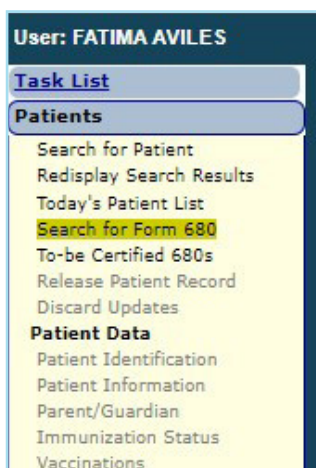 User: FATIMA AVILES
Task List
Patients
Search for Patient
Redisplay Search Results
Today's Patient List
Search for Form 680
To-be Certified 680s
Release Patient Record
Discard Updates
Patient Data
Patient Identification
Patient Information
Parent/Guardian
Immunization Status
Vaccinations